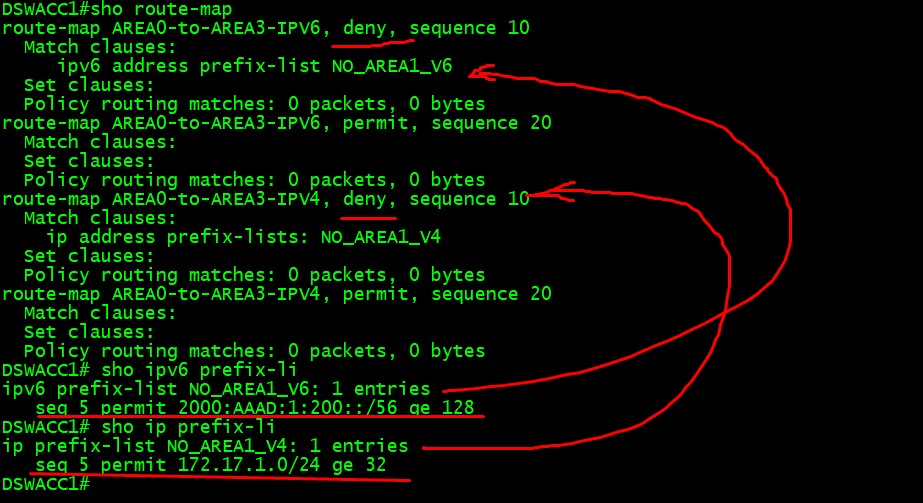 DSWACC1#sho route-map
route-map AREA0-to-AREA3-IPV6, deny, sequence 10
Match clauses:
ipv6 address prefix-list NO_AREA1_V6
Set clauses:
Policy routing matches: 0 packets, 0 bytes
route-map AREA0-to-AREA3-IPV6, permit, sequence 20
Match clauses:
Set clauses:
Policy routing matches: 0 packets, 0 bytes
route-map AREA0-to-AREA3-IPV4, deny, sequence 10
Match clauses:
ip address prefix-lists: NO_AREA1_V4
Set clauses:
Policy routing matches: 0 packets, 0 bytes
route-map AREA0-to-AREA3-IPV4, permit, sequence 20
Match clauses:
Set clauses:
Policy routing matches: 0 packets, 0 bytes
DSWACC1# sho ipv6 prefix-li
ipv6 prefix-list NO_AREA1_V6: 1 entries
seq 5 permit 2000:AAAD:1:200::/56 ge 128
DSWACC1# sho ip prefix-li
ip prefix-list NO_AREA1_V4: 1 entries
seq 5 permit 172.17.1.0/24 ge 32
DSWACC1#